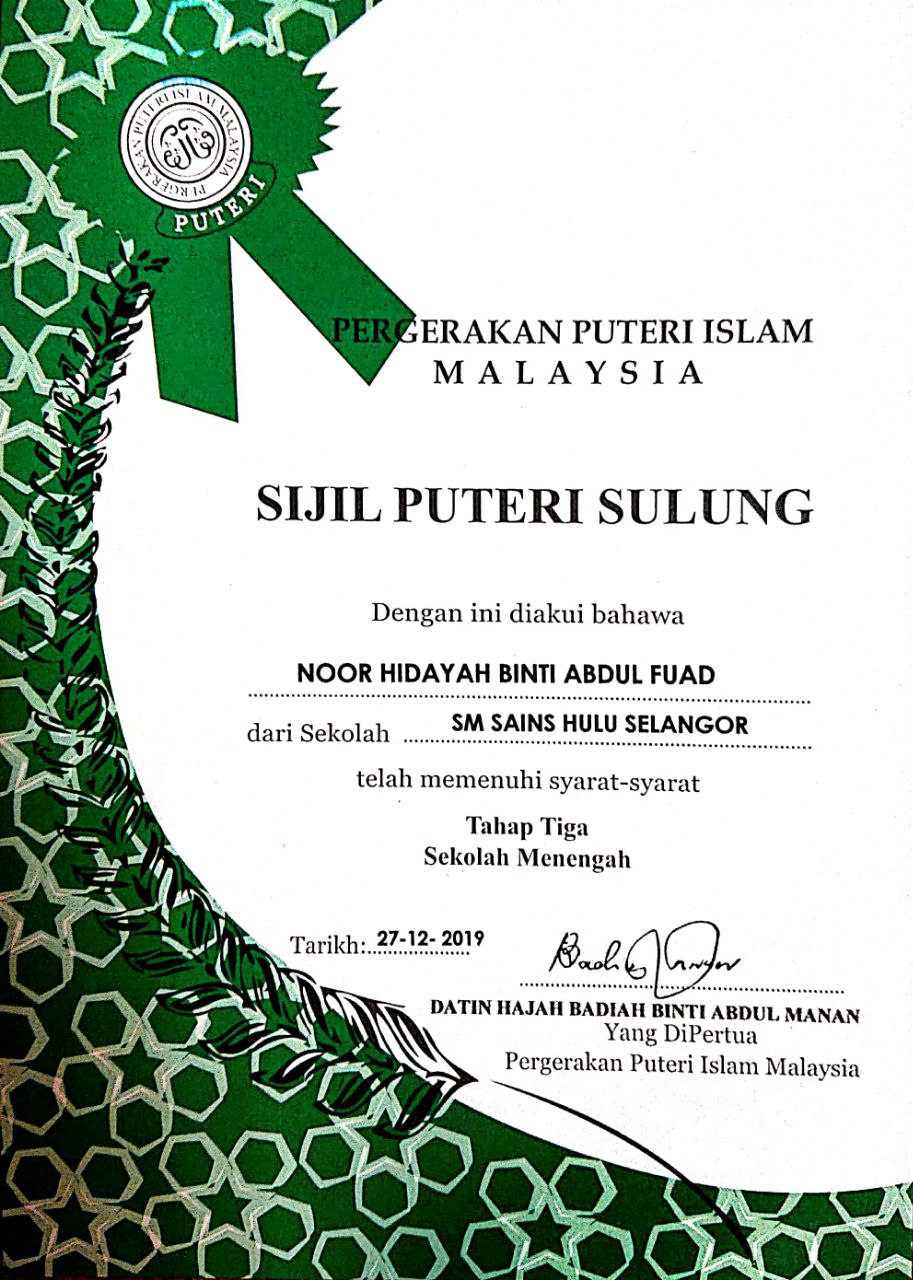 PERGERAKAN PUTERI ISLAM MALAYSIA
PUTERI
PERGERAKAN PUTERI ISLAM
MALAYSIA
SIJIL PUTERI SULUNG
Dengan ini diakui bahawa
NOOR HIDAYAH BINTI ABDUL FUAD
dari Sekolah SM SAINS HULU SELANGOR
telah memenuhi syarat-syarat
Tahap Tiga
Sekolah Menengah
Tarikh: 27-12- 2019
DATIN HAJAH BADIAH BINTI ABDUL MANAN
Yang DiPertua
Pergerakan Puteri Islam Malaysia